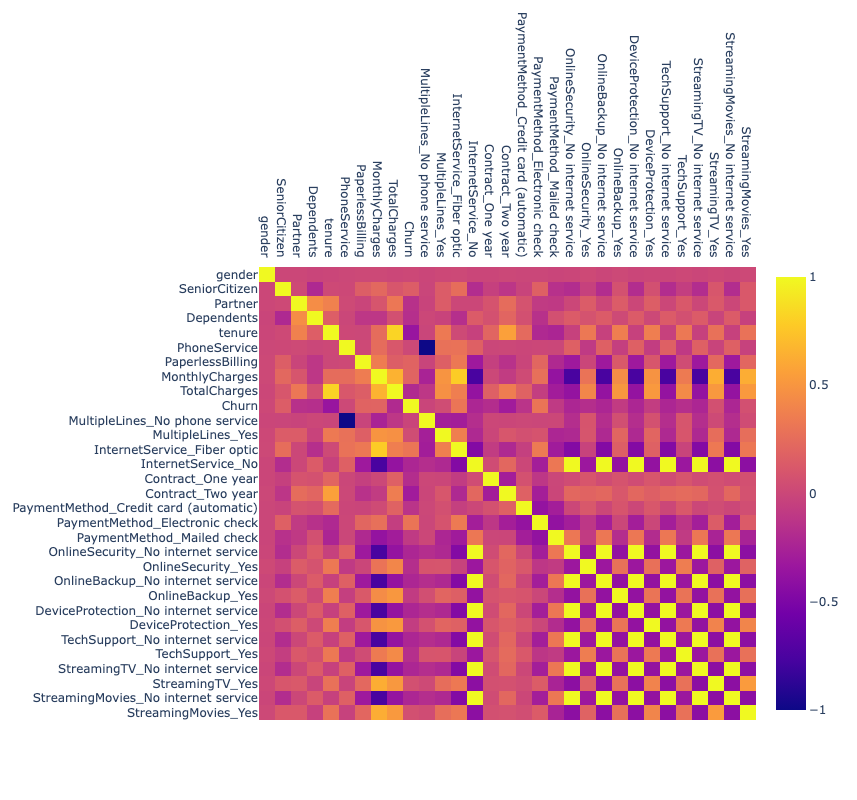 gender
SeniorCitizen
Partner
Dependents
tenure
PhoneService
PaperlessBilling
MonthlyCharges
TotalCharges
Churn
MultipleLines_No phone service
MultipleLines_Yes
InternetService_Fiber optic
InternetService_No
Contract_One year
Contract_Two year
PaymentMethod_Credit card (automatic)
PaymentMethod_Electronic check
PaymentMethod_Mailed check
OnlineSecurity_No internet service
OnlineSecurity_Yes
OnlineBackup_No internet service
OnlineBackup_Yes
DeviceProtection_No internet service
DeviceProtection_Yes
TechSupport_No internet service
TechSupport_Yes
StreamingTV_No internet service
StreamingTV_Yes
StreamingMovies_No internet service
StreamingMovies_Yes
gender
SeniorCitizen
Partner
Dependents
tenure
PhoneService
PaperlessBilling
MonthlyCharges
TotalCharges
Churn
MultipleLines_No phone service
MultipleLines_Yes
InternetService_Fiber optic
InternetService_No
Contract_One year
Contract_Two year
PaymentMethod_Credit card (automatic)
PaymentMethod_Electronic check
PaymentMethod_Mailed check
OnlineSecurity_No internet service
OnlineSecurity_Yes
OnlineBackup_No internet service
OnlineBackup_Yes
DeviceProtection_No internet service
DeviceProtection_Yes
TechSupport_No internet service
TechSupport_Yes
StreamingTV_No internet service
StreamingTV_Yes
StreamingMovies_No internet service
StreamingMovies_Yes
1
0.5
0
−0.5
−1